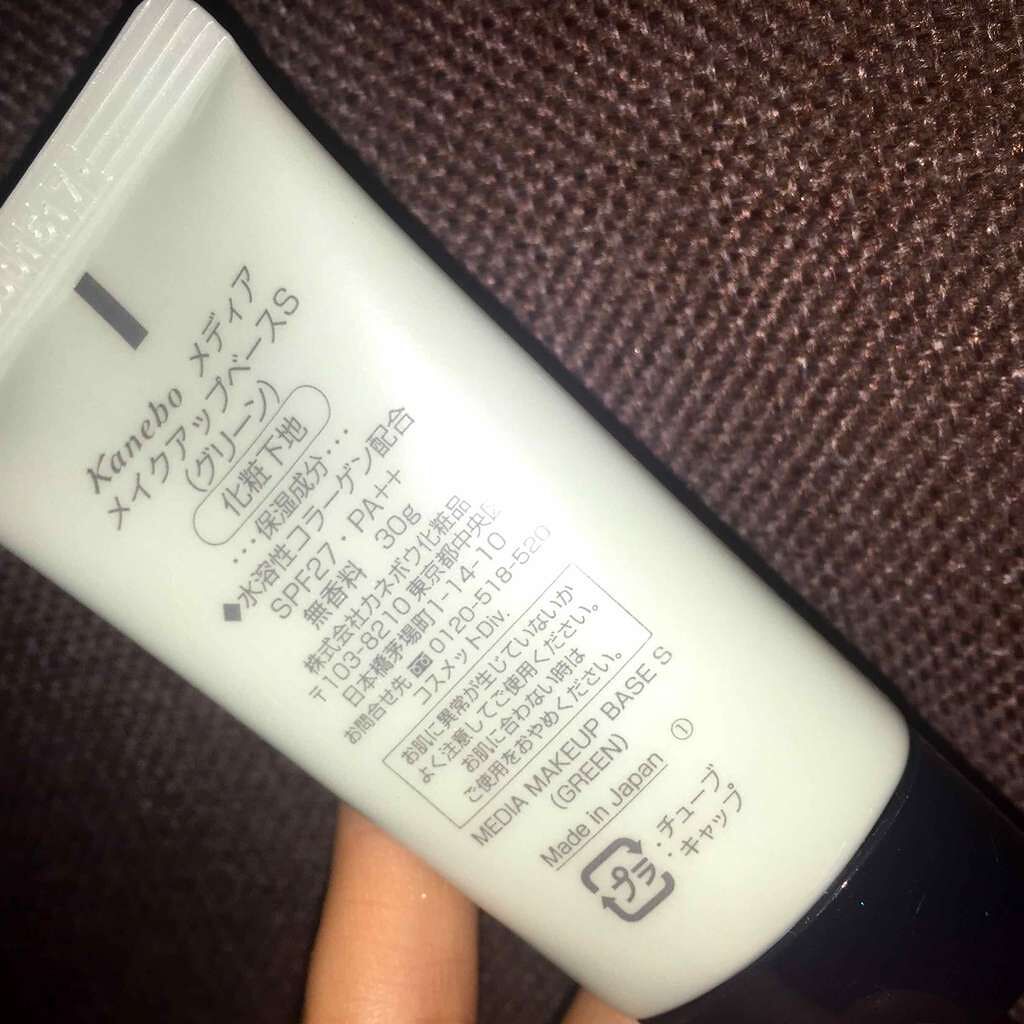 Kanebo メディア
メイクアップベースS
(グリーン)
化粧下地
…保湿成分…
◆水溶性コラーゲン配合
SPF27・PA++
無香料 30g
株式会社カネボウ化粧品
〒103-8210 東京都中央区
日本橋茅場町1-14-10
お問合せ先 0120-518-520
コスメットDiv.
お肌に異常が生じていないか
よく注意してご使用ください。
お肌に合わない時は
ご使用をおやめください。
MEDIA MAKEUP BASE S
(GREEN)
Made in Japan ①
プラ : チューブ
キャップ